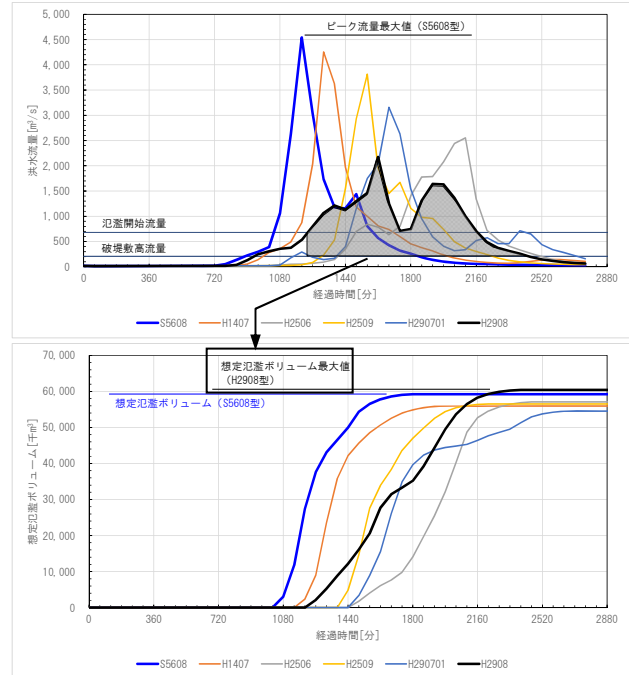 ピーク流量最大値（S5608型）
洪水流量[m³/s]
5,000
4,500
4,000
3,500
3,000
2,500
2,000
1,500
1,000
500
0
氾濫開始流量
破堤敷高流量
0 360 720 1080 1440 1800 2160 2520 2880
経過時間[分]
S5608 H1407 H2506 H2509 H290701 H2908
想定氾濫ボリューム最大値
（H2908型）
想定氾濫ボリューム（S5608型）
想定氾濫ボリューム[千m³]
70,000
60,000
50,000
40,000
30,000
20,000
10,000
0
0 360 720 1080 1440 1800 2160 2520 2880
経過時間[分]
S5608 H1407 H2506 H2509 H290701 H2908